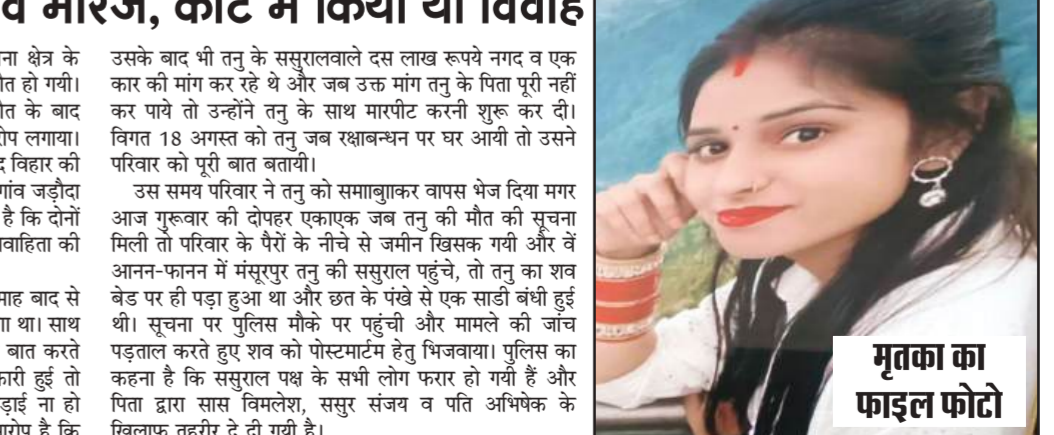 व मैरिज, कोर्ट में किया था विवाह
ना क्षेत्र के
ौत हो गयी।
ौत के बाद
रोप लगाया।
द विहार की
गांव जड़ौदा
है कि दोनों
वाहिता की
माह बाद से
गा था। साथ
बात करते
कारी हुई तो
ड़ाई ना हो
ारोप है कि
उसके बाद भी तनु के ससुरालवाले दस लाख रूपये नगद व एक
कार की मांग कर रहे थे और जब उक्त मांग तनु के पिता पूरी नहीं
कर पाये तो उन्होंने तनु के साथ मारपीट करनी शुरू कर दी।
विगत 18 अगस्त को तनु जब रक्षाबन्धन पर घर आयी तो उसने
परिवार को पूरी बात बतायी।
उस समय परिवार ने तनु को समााबुााकर वापस भेज दिया मगर
आज गुरूवार की दोपहर एकाएक जब तनु की मौत की सूचना
मिली तो परिवार के पैरों के नीचे से जमीन खिसक गयी और वें
आनन-फानन में मंसूरपुर तनु की ससुराल पहुंचे, तो तनु का शव
बेड पर ही पड़ा हुआ था और छत के पंखे से एक साडी बंधी हुई
थी। सूचना पर पुलिस मौके पर पहुंची और मामले की जांच
पड़ताल करते हुए शव को पोस्टमार्टम हेतु भिजवाया। पुलिस का
कहना है कि ससुराल पक्ष के सभी लोग फरार हो गयी हैं और
पिता द्वारा सास विमलेश, ससुर संजय व पति अभिषेक के
खिलाफ तहरीर दे दी गयी है।
मृतका का
फाइल फोटो